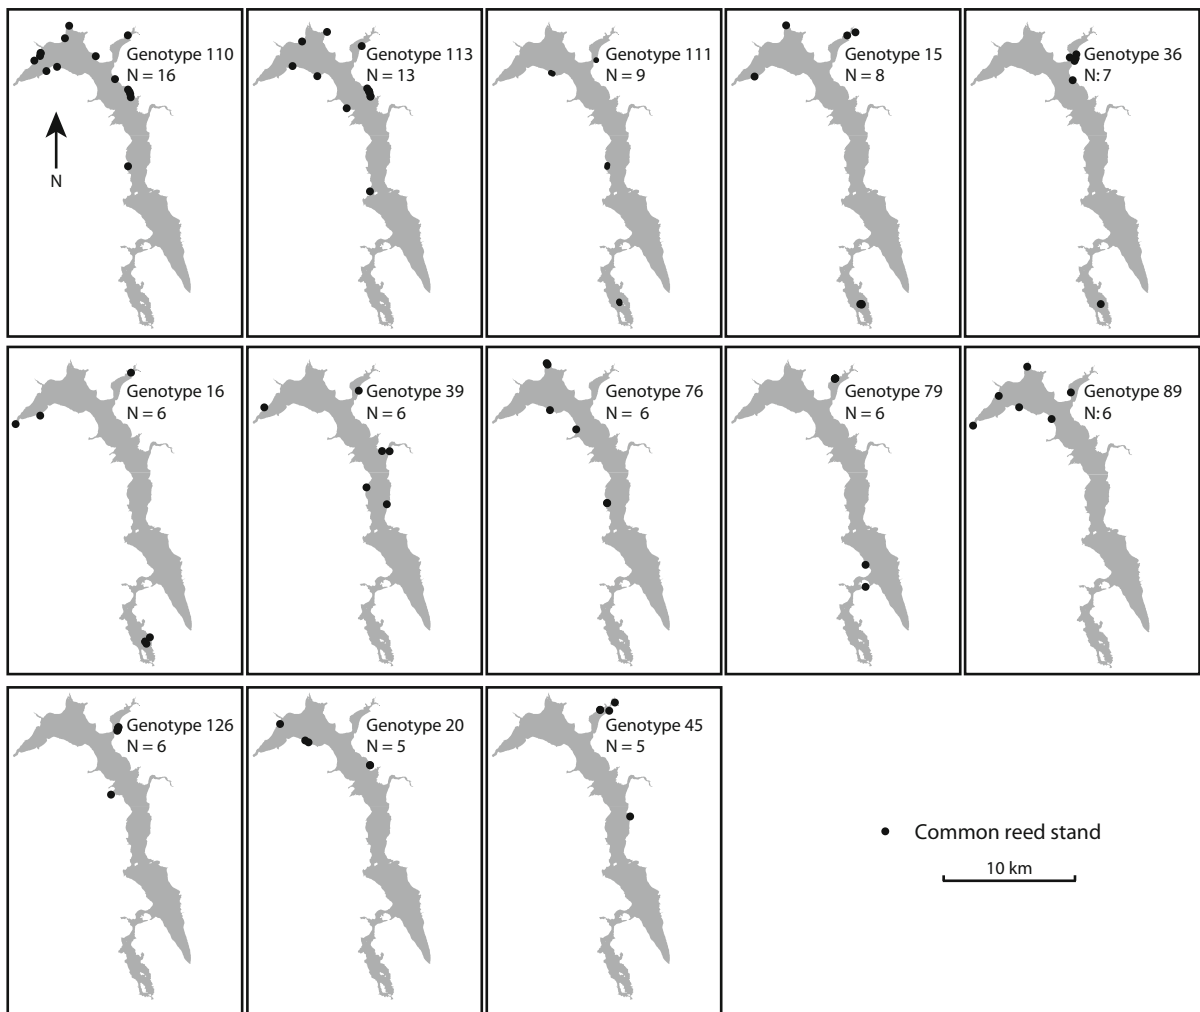 Genotype 110
N = 16
N
Genotype 113
N = 13
Genotype 111
N = 9
Genotype 15
N = 8
Genotype 36
N: 7
Genotype 16
N = 6
Genotype 39
N = 6
Genotype 76
N = 6
Genotype 79
N = 6
Genotype 89
N: 6
Genotype 126
N = 6
Genotype 20
N = 5
Genotype 45
N = 5
Common reed stand
10 km